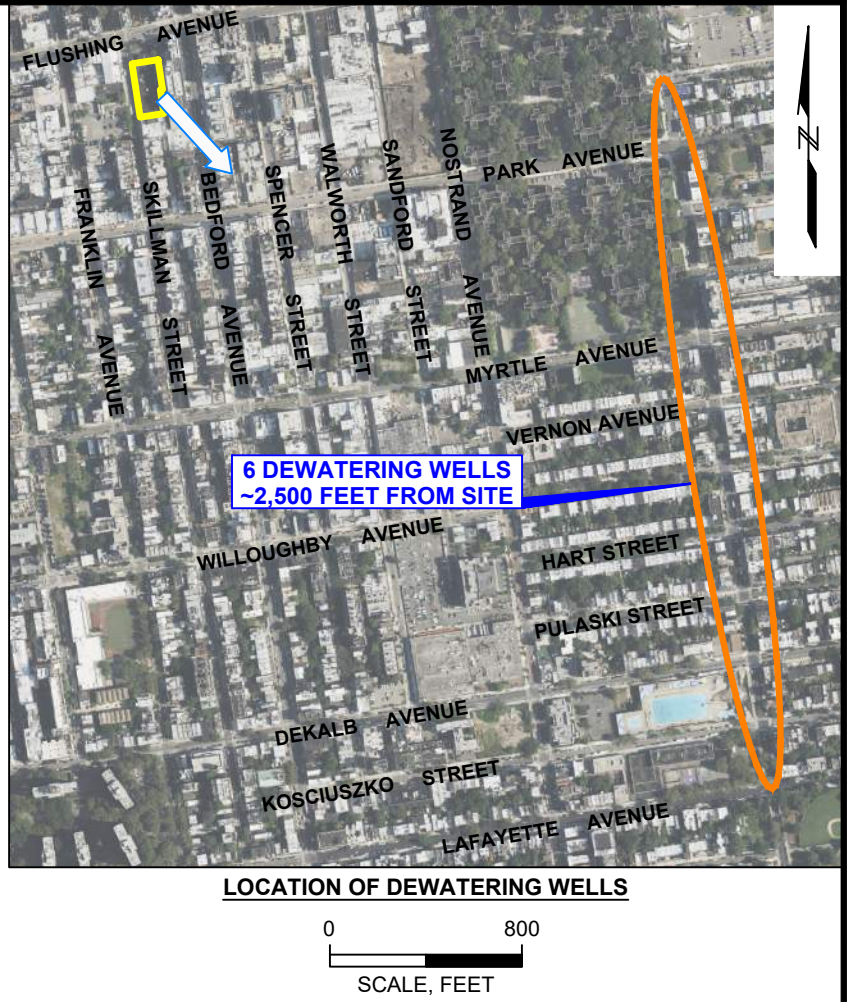 FLUSHING AVENUE
PARK AVENUE
FRANKLIN AVENUE
SKILLMAN STREET
BEDFORD AVENUE
SPENCER STREET
WALWORTH STREET
SANDFORD STREET
NOSTRAND AVENUE
MYRTLE AVENUE
VERNON AVENUE
6 DEWATERING WELLS
~2,500 FEET FROM SITE
WILLOUGHBY AVENUE
HART STREET
PULASKI STREET
DEKALB AVENUE
KOSCIUSZKO STREET
LAFAYETTE AVENUE
N
LOCATION OF DEWATERING WELLS
0 800
SCALE, FEET